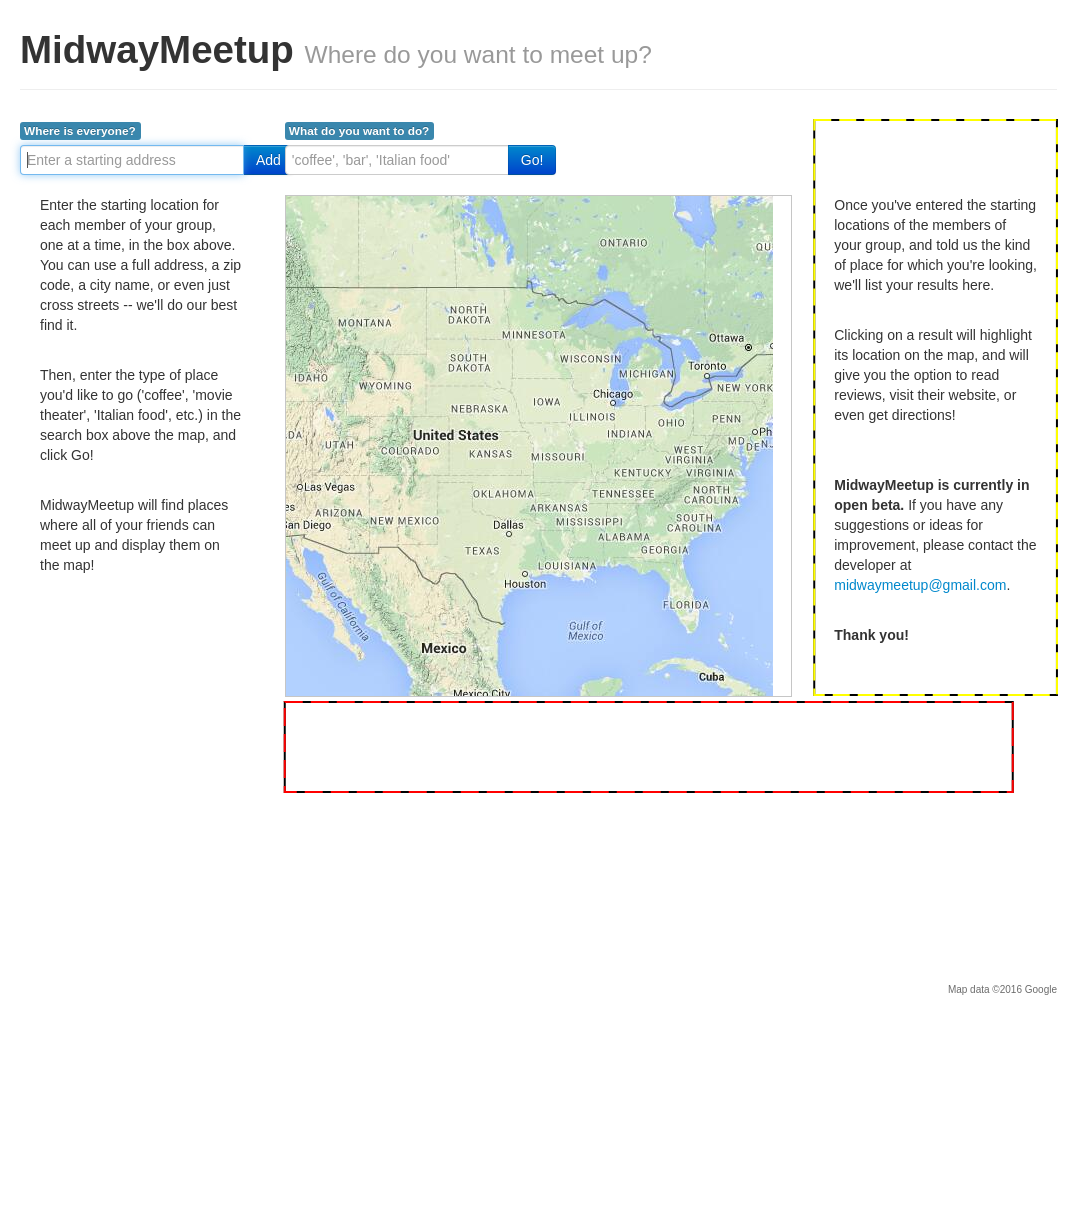 MidwayMeetup Where do you want to meet up?
Where is everyone?
What do you want to do?
Enter a starting address
Add
'coffee', 'bar', 'Italian food'
Go!
Enter the starting location for
each member of your group,
one at a time, in the box above.
You can use a full address, a zip
code, a city name, or even just
cross streets -- we'll do our best
find it.
Then, enter the type of place
you'd like to go ('coffee', 'movie
theater', 'Italian food', etc.) in the
search box above the map, and
click Go!
MidwayMeetup will find places
where all of your friends can
meet up and display them on
the map!
ONTARIO
QU
NORTH
DAKOTA
MONTANA
MINNESOTA
Ottawa
SOUTH
DAKOTA
WISCONSIN
MICHIGAN
Toronto
IDAHO
WYOMING
Chicago
NEW YORK
IOWA
NEBRASKA
ILLINOIS
OHIO
PENN
United States
INDIANA
Ph
DA
UTAH
COLORADO
KANSAS
MISSOURI
WEST
VIRGINIA
MD
DE
N
KENTUCKY
VIRGINIA
Las Vegas
OKLAHOMA
TENNESSEE
NORTH
CAROLINA
es
ARIZONA
NEW MEXICO
ARKANSAS
MISSISSIPPI
SOUTH
CAROLINA
San Diego
Dallas
ALABAMA
GEORGIA
TEXAS
LOUISIANA
Houston
Gulf of California
FLORIDA
Gulf of
Mexico
Mexico
Cuba
Mexico City
Once you've entered the starting
locations of the members of
your group, and told us the kind
of place for which you're looking,
we'll list your results here.
Clicking on a result will highlight
its location on the map, and will
give you the option to read
reviews, visit their website, or
even get directions!
MidwayMeetup is currently in
open beta. If you have any
suggestions or ideas for
improvement, please contact the
developer at
midwaymeetup@gmail.com.
Thank you!
Map data ©2016 Google